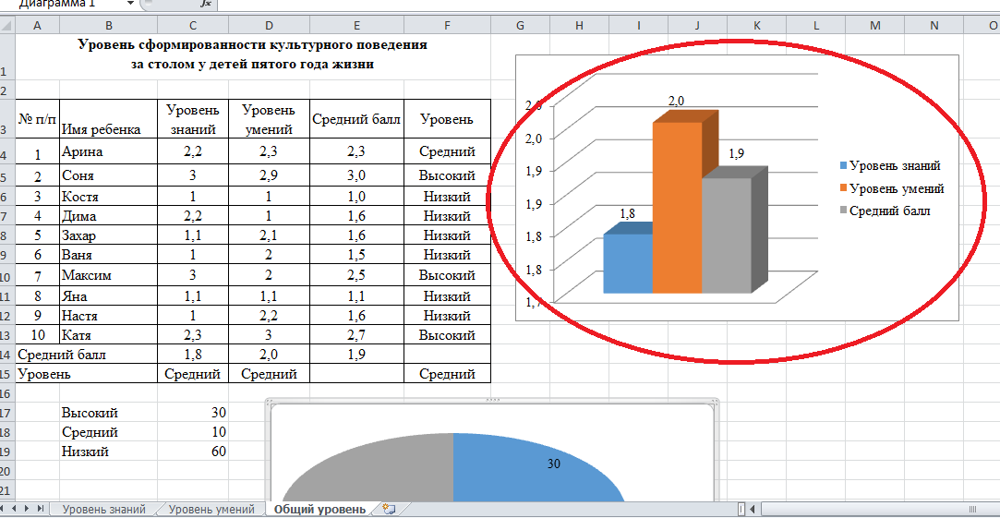 Диаграмма 1 fx
A B C D E F G H I J K L M N O
1 Уровень сформированности культурного поведения
за столом у детей пятого года жизни
2
3 № п/п Имя ребенка Уровень знаний Уровень умений Средний балл Уровень
4 1 Арина 2,2 2,3 2,3 Средний
5 2 Соня 3 2,9 3,0 Высокий
6 3 Костя 1 1 1,0 Низкий
7 4 Дима 2,2 1 1,6 Низкий
8 5 Захар 1,1 2,1 1,6 Низкий
9 6 Ваня 1 2 1,5 Низкий
10 7 Максим 3 2 2,5 Высокий
11 8 Яна 1,1 1,1 1,1 Низкий
12 9 Настя 1 2,2 1,6 Низкий
13 10 Катя 2,3 3 2,7 Высокий
14 Средний балл 1,8 2,0 1,9
15 Уровень Средний Средний Средний
16
17 Высокий 30
18 Средний 10
19 Низкий 60
20
21
2,0
2,0
1,9
1,9
1,8
1,8
1,8
2,0
1,9
Уровень знаний
Уровень умений
Средний балл
30
Уровень знаний Уровень умений Общий уровень